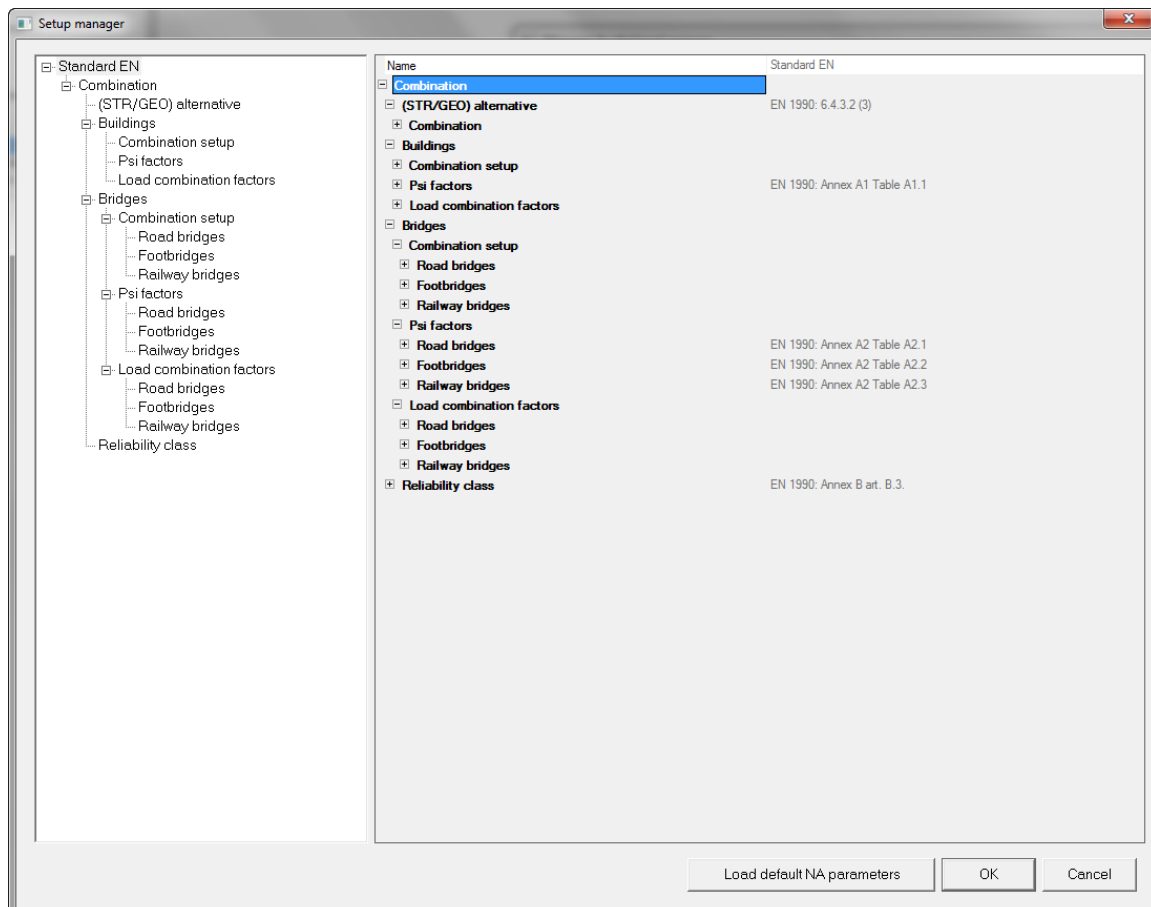 Setup manager
Standard EN
Combination
(STR/GEO) alternative
Buildings
Combination setup
Psi factors
Load combination factors
Bridges
Combination setup
Road bridges
Footbridges
Railway bridges
Psi factors
Road bridges
Footbridges
Railway bridges
Load combination factors
Road bridges
Footbridges
Railway bridges
Reliability class
Name Standard EN
Combination
(STR/GEO) alternative EN 1990: 6.4.3.2 (3)
Combination
Buildings
Combination setup
Psi factors EN 1990: Annex A1 Table A1.1
Load combination factors
Bridges
Combination setup
Road bridges
Footbridges
Railway bridges
Psi factors
Road bridges EN 1990: Annex A2 Table A2.1
Footbridges EN 1990: Annex A2 Table A2.2
Railway bridges EN 1990: Annex A2 Table A2.3
Load combination factors
Road bridges
Footbridges
Railway bridges
Reliability class EN 1990: Annex B art. B.3.
Load default NA parameters OK Cancel